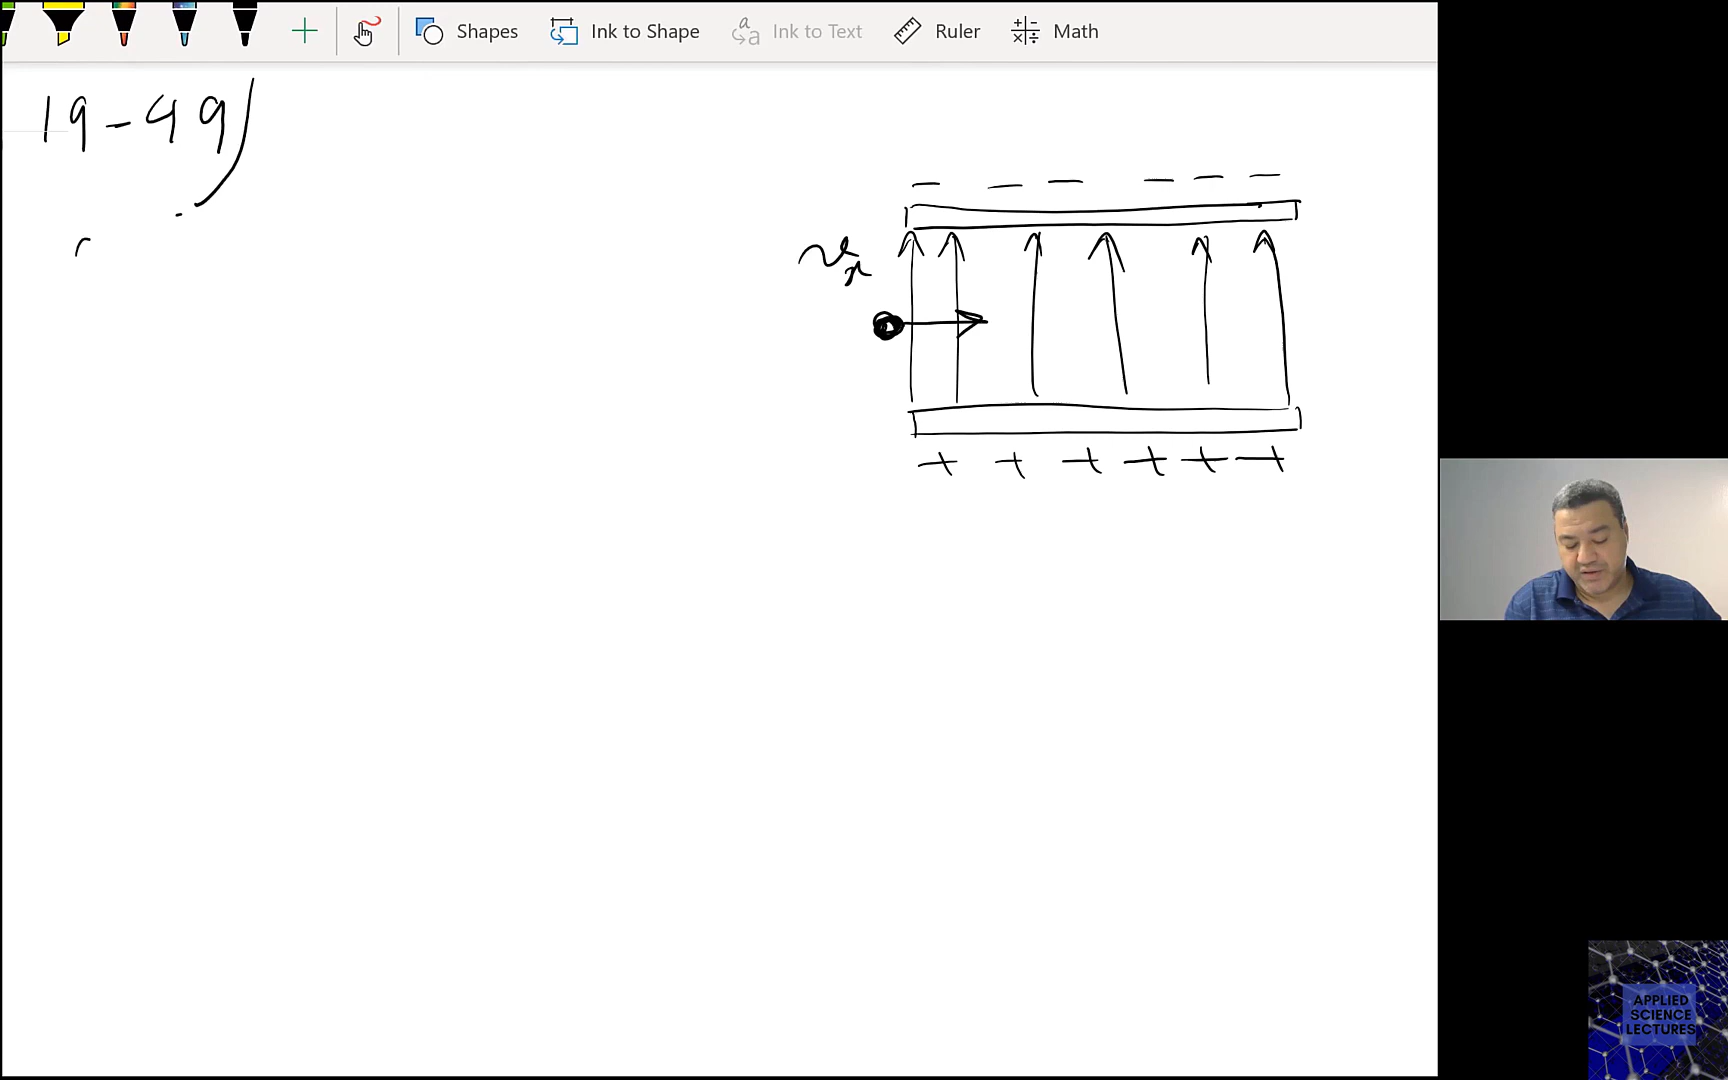 Shapes Ink to Shape Ink to Text Ruler Math
19-49)
− − − − − −
vx
+ + + + + +
APPLIED
SCIENCE
LECTURES